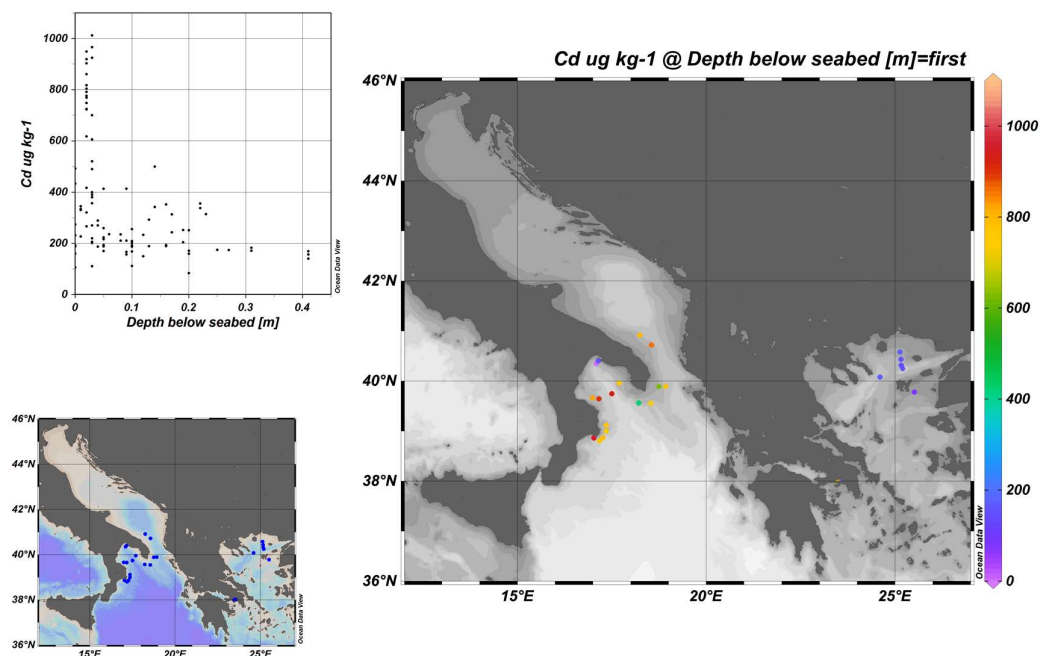 1000
800
600
400
200
0
Cd ug kg-1
0
0.1
0.2
0.3
0.4
Depth below seabed [m]
Ocean Data View
Cd ug kg-1 @ Depth below seabed [m]=first
46°N
44°N
42°N
40°N
38°N
36°N
15°E
20°E
25°E
Ocean Data View
1000
800
600
400
200
0
46°N
44°N
42°N
40°N
38°N
36°N
15°E
20°E
25°E
Ocean Data View